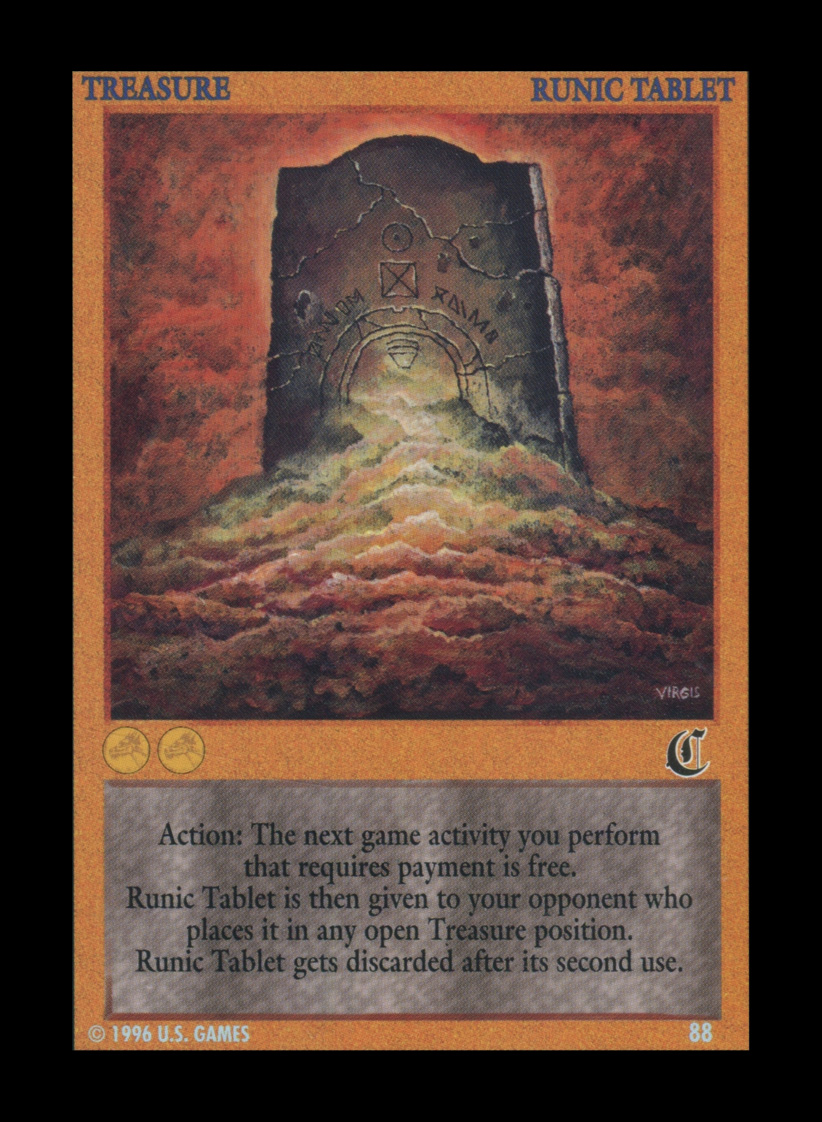 TREASURE
RUNIC TABLET
VIRGIS
C
Action: The next game activity you perform
that requires payment is free.
Runic Tablet is then given to your opponent who
places it in any open Treasure position.
Runic Tablet gets discarded after its second use.
© 1996 U.S. GAMES
88